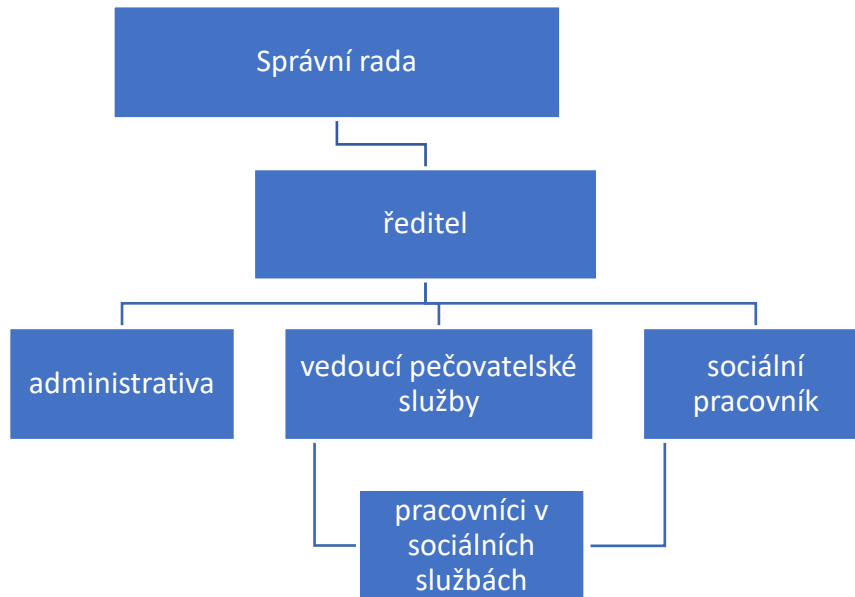 Správní rada
ředitel
administrativa
vedoucí pečovatelské
služby
sociální
pracovník
pracovníci v
sociálních
službách